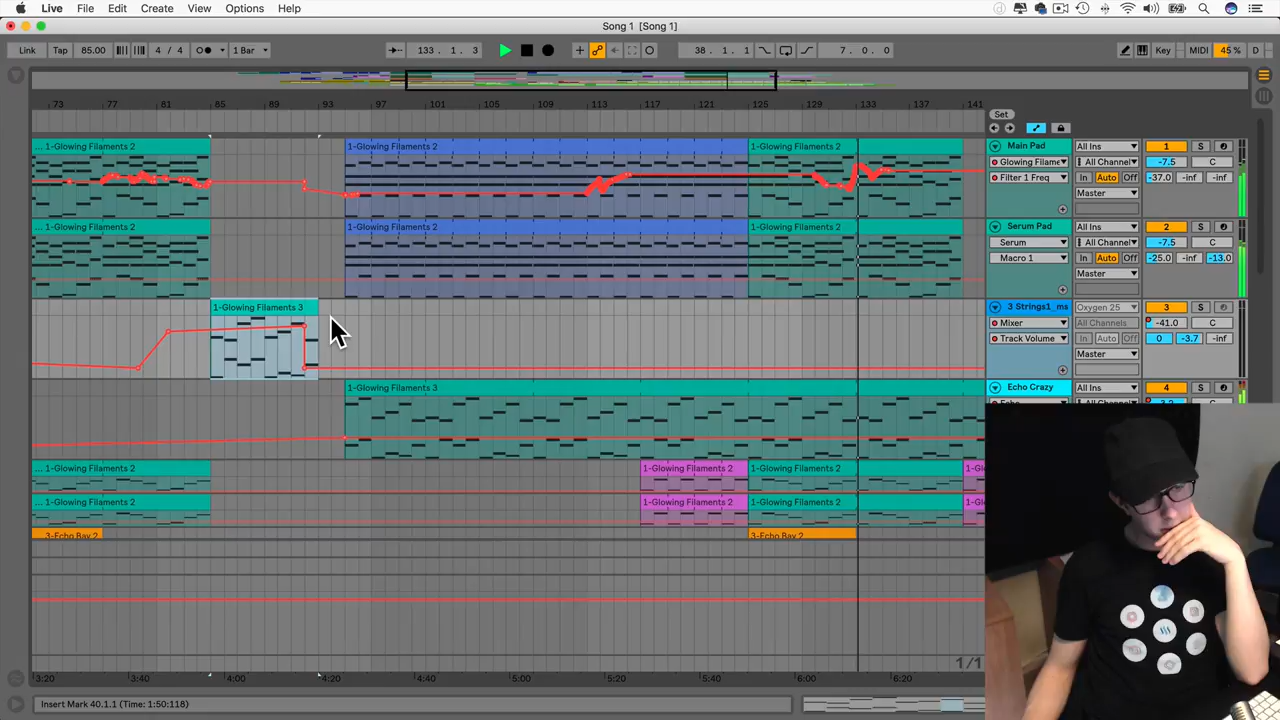 Live File Edit Create View Options Help
Song 1 [Song 1]
Link Tap 85.00 4 / 4 1 Bar 133. 1. 3 38. 1. 1 7. 0. 0 Key MIDI 45 % D
73 77 81 85 89 93 97 101 105 109 113 117 121 125 129 133 137 141
Set
... 1-Glowing Filaments 2 1-Glowing Filaments 2 1-Glowing Filaments 2 Main Pad All Ins 1 S
Glowing Filame All Channel -7.5 C
Filter 1 Freq In Auto Off -37.0 -inf
Master
... 1-Glowing Filaments 2 1-Glowing Filaments 2 1-Glowing Filaments 2 Serum Pad All Ins 2 S
Serum All Channel -7.5 C
Macro 1 In Auto Off -25.0 -inf -13.0
Master
1-Glowing Filaments 3 3 Strings1_ms Oxygen 25 3 S
Mixer All Channels -41.0 C
Track Volume In Auto Off 0 -3.7 -inf
Master
1-Glowing Filaments 3 Echo Crazy All Ins 4 S
... 1-Glowing Filaments 2 1-Glowing Filaments 2 1-Glowing Filaments 2
... 1-Glowing Filaments 2 1-Glowing Filaments 2 1-Glowing Filaments 2
3-Echo Bay 2 3-Echo Bay 2
1/1
3:20 3:40 4:00 4:20 4:40 5:00 5:20 5:40 6:00 6:20
Insert Mark 40.1.1 (Time: 1:50:118)